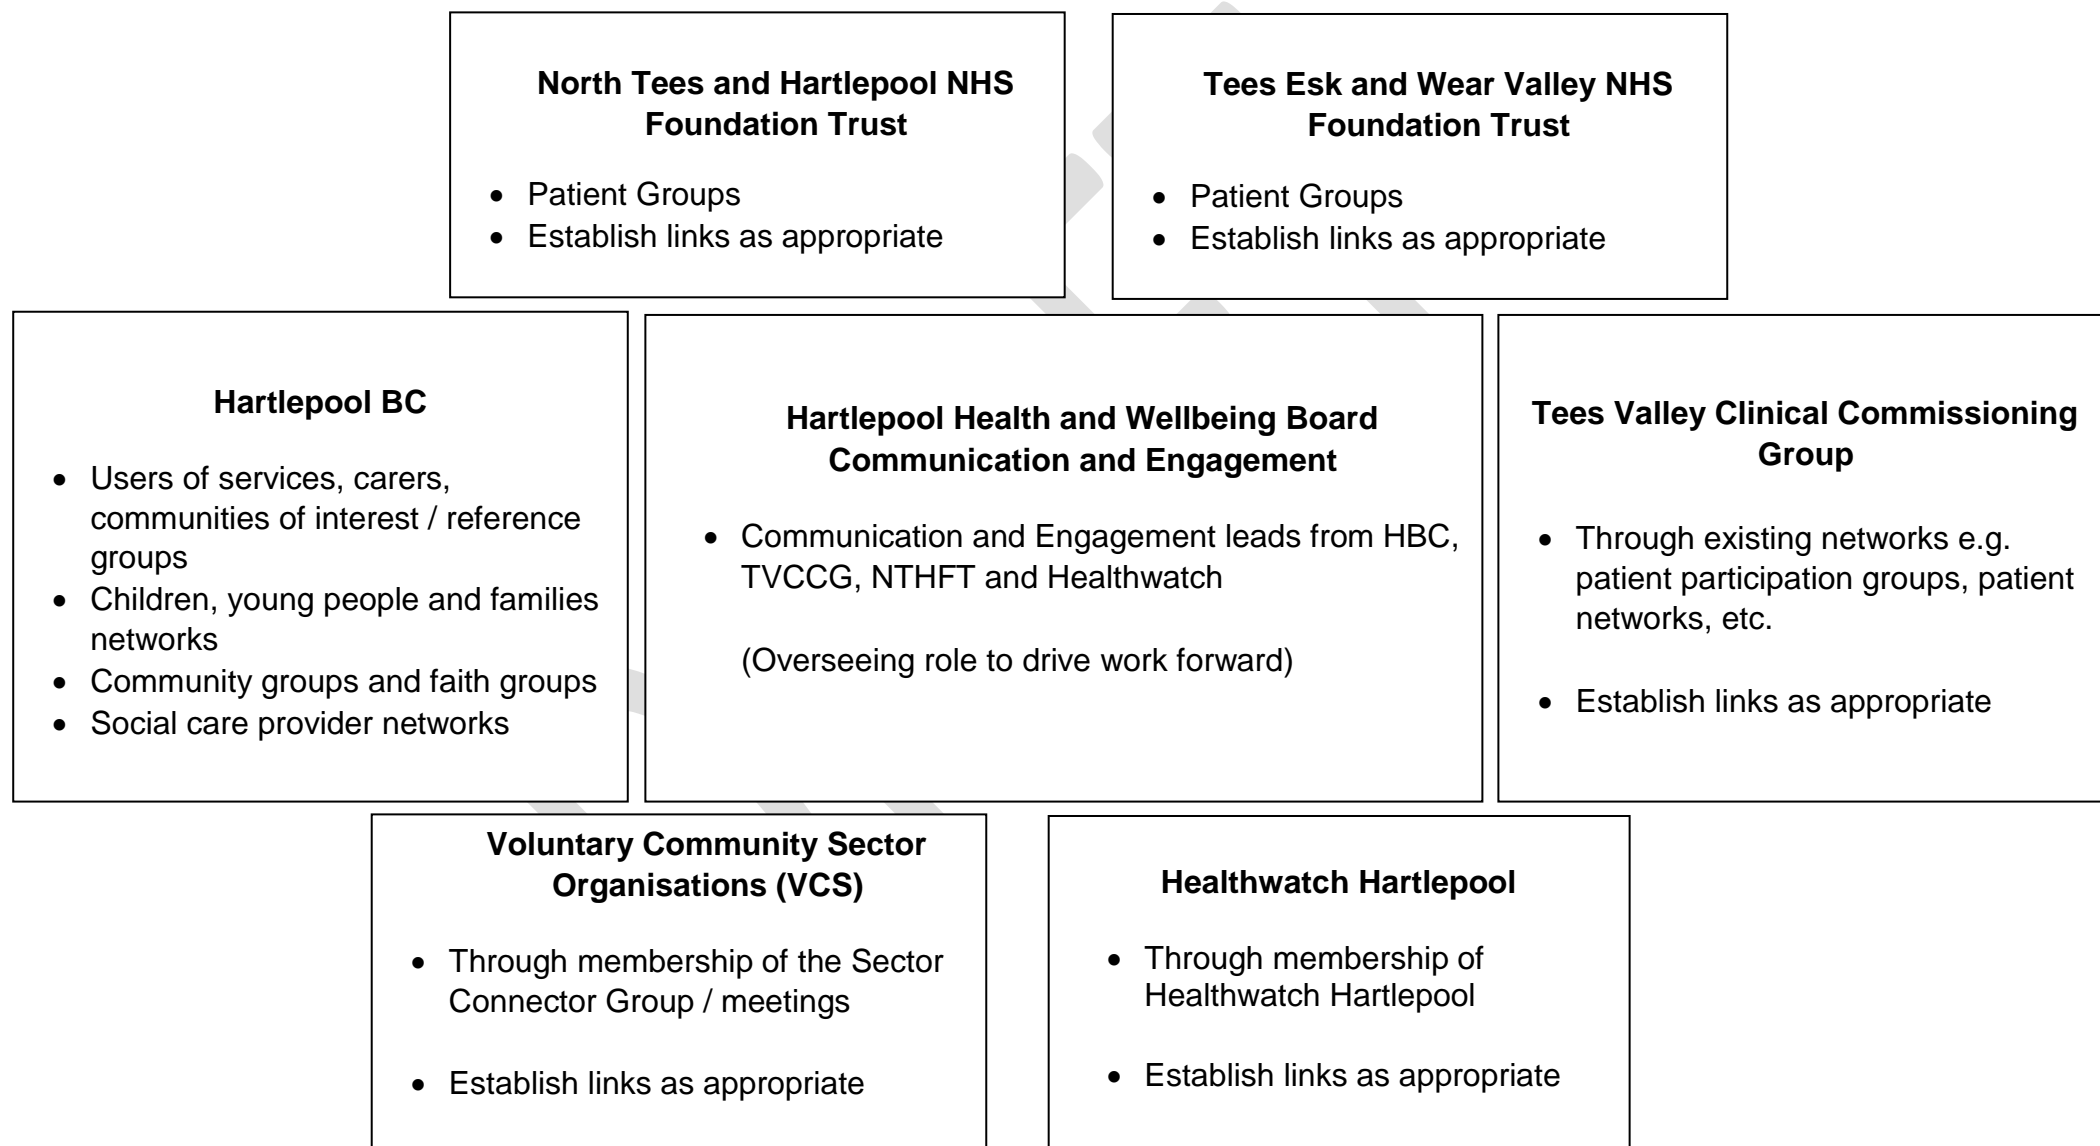 North Tees and Hartlepool NHS
Foundation Trust
• Patient Groups
• Establish links as appropriate
Tees Esk and Wear Valley NHS
Foundation Trust
• Patient Groups
• Establish links as appropriate
Hartlepool BC
• Users of services, carers,
communities of interest / reference
groups
• Children, young people and families
networks
• Community groups and faith groups
• Social care provider networks
Hartlepool Health and Wellbeing Board
Communication and Engagement
• Communication and Engagement leads from HBC,
TVCCG, NTHFT and Healthwatch
(Overseeing role to drive work forward)
Tees Valley Clinical Commissioning
Group
• Through existing networks e.g.
patient participation groups, patient
networks, etc.
• Establish links as appropriate
Voluntary Community Sector
Organisations (VCS)
• Through membership of the Sector
Connector Group / meetings
• Establish links as appropriate
Healthwatch Hartlepool
• Through membership of
Healthwatch Hartlepool
• Establish links as appropriate